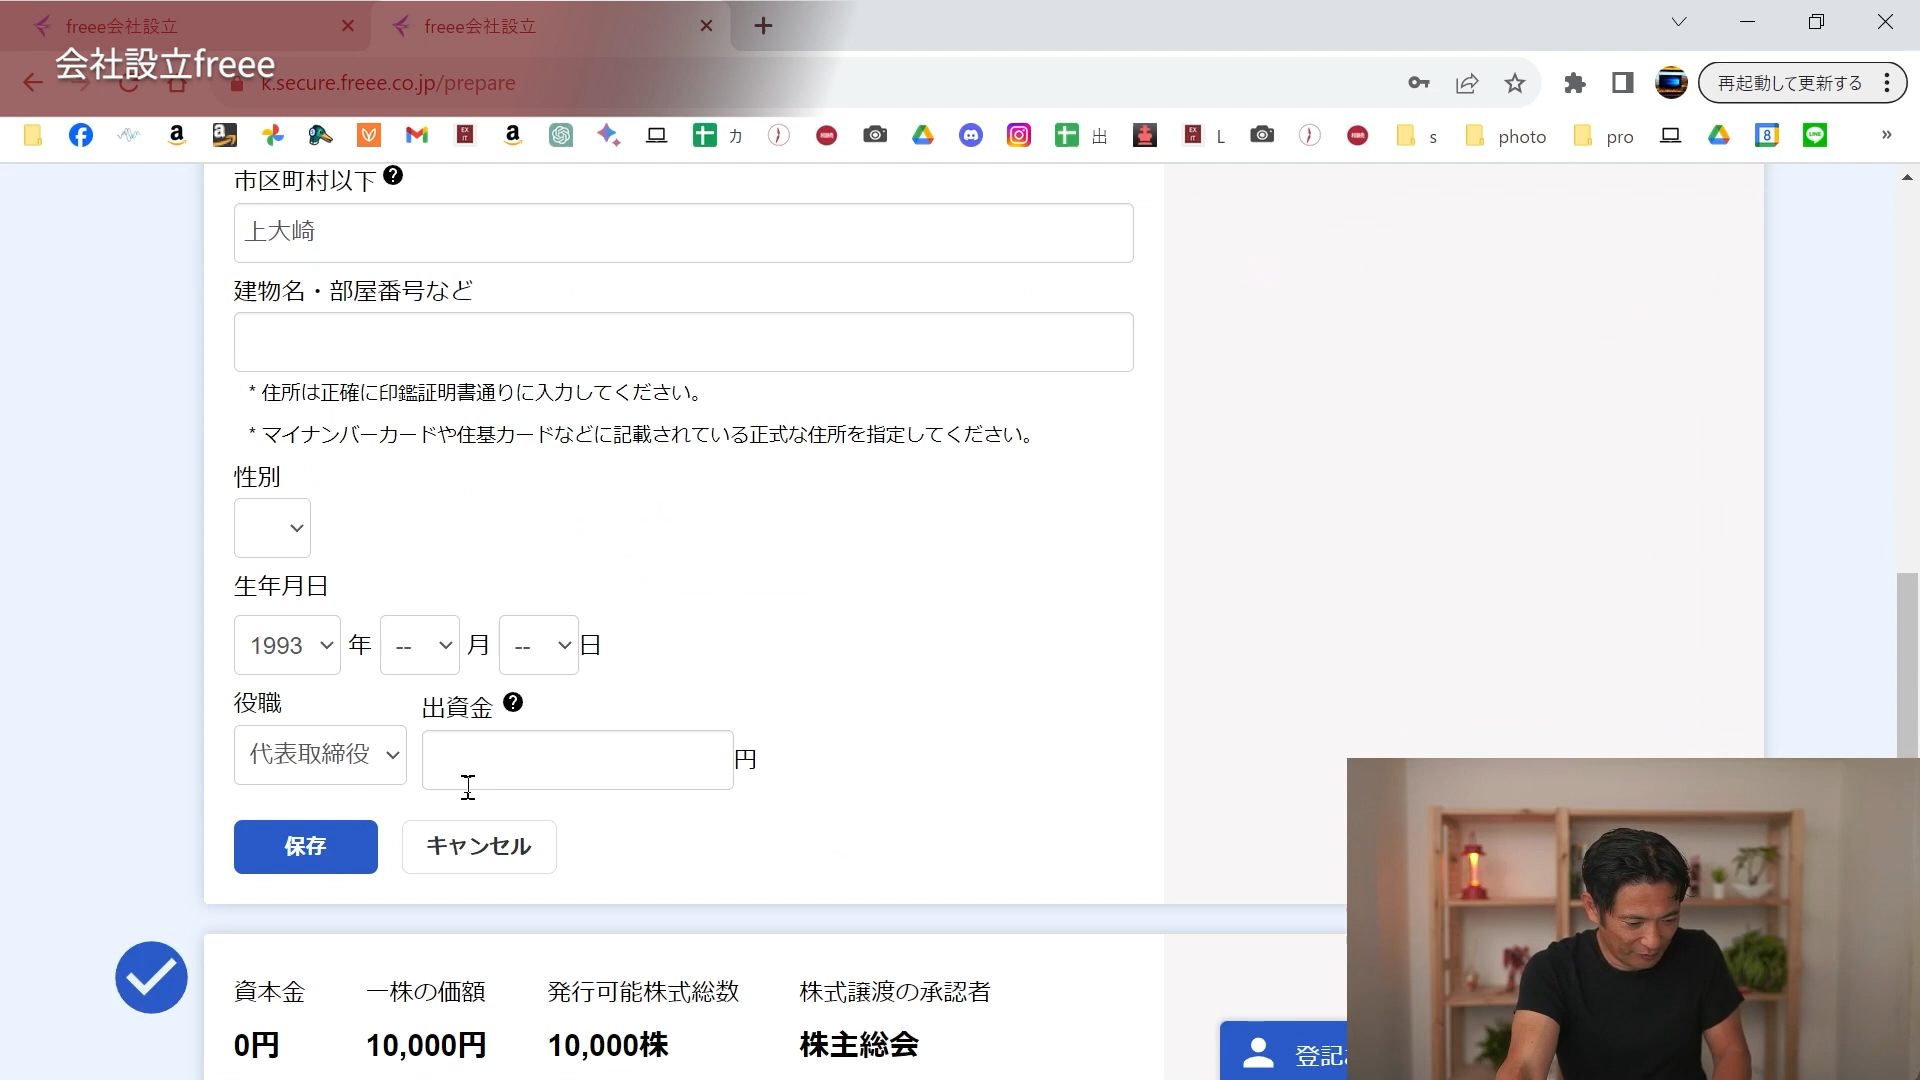 freee会社設立
freee会社設立
会社設立freee
k.secure.freee.co.jp/prepare
再起動して更新する
カ
出
L
s
photo
pro
»
市区町村以下
上大崎
建物名・部屋番号など
* 住所は正確に印鑑証明書通りに入力してください。
* マイナンバーカードや住基カードなどに記載されている正式な住所を指定してください。
性別
生年月日
1993 年 -- 月 -- 日
役職 出資金
代表取締役 円
保存 キャンセル
資本金 一株の価額 発行可能株式総数 株式譲渡の承認者
0円 10,000円 10,000株 株主総会
登記